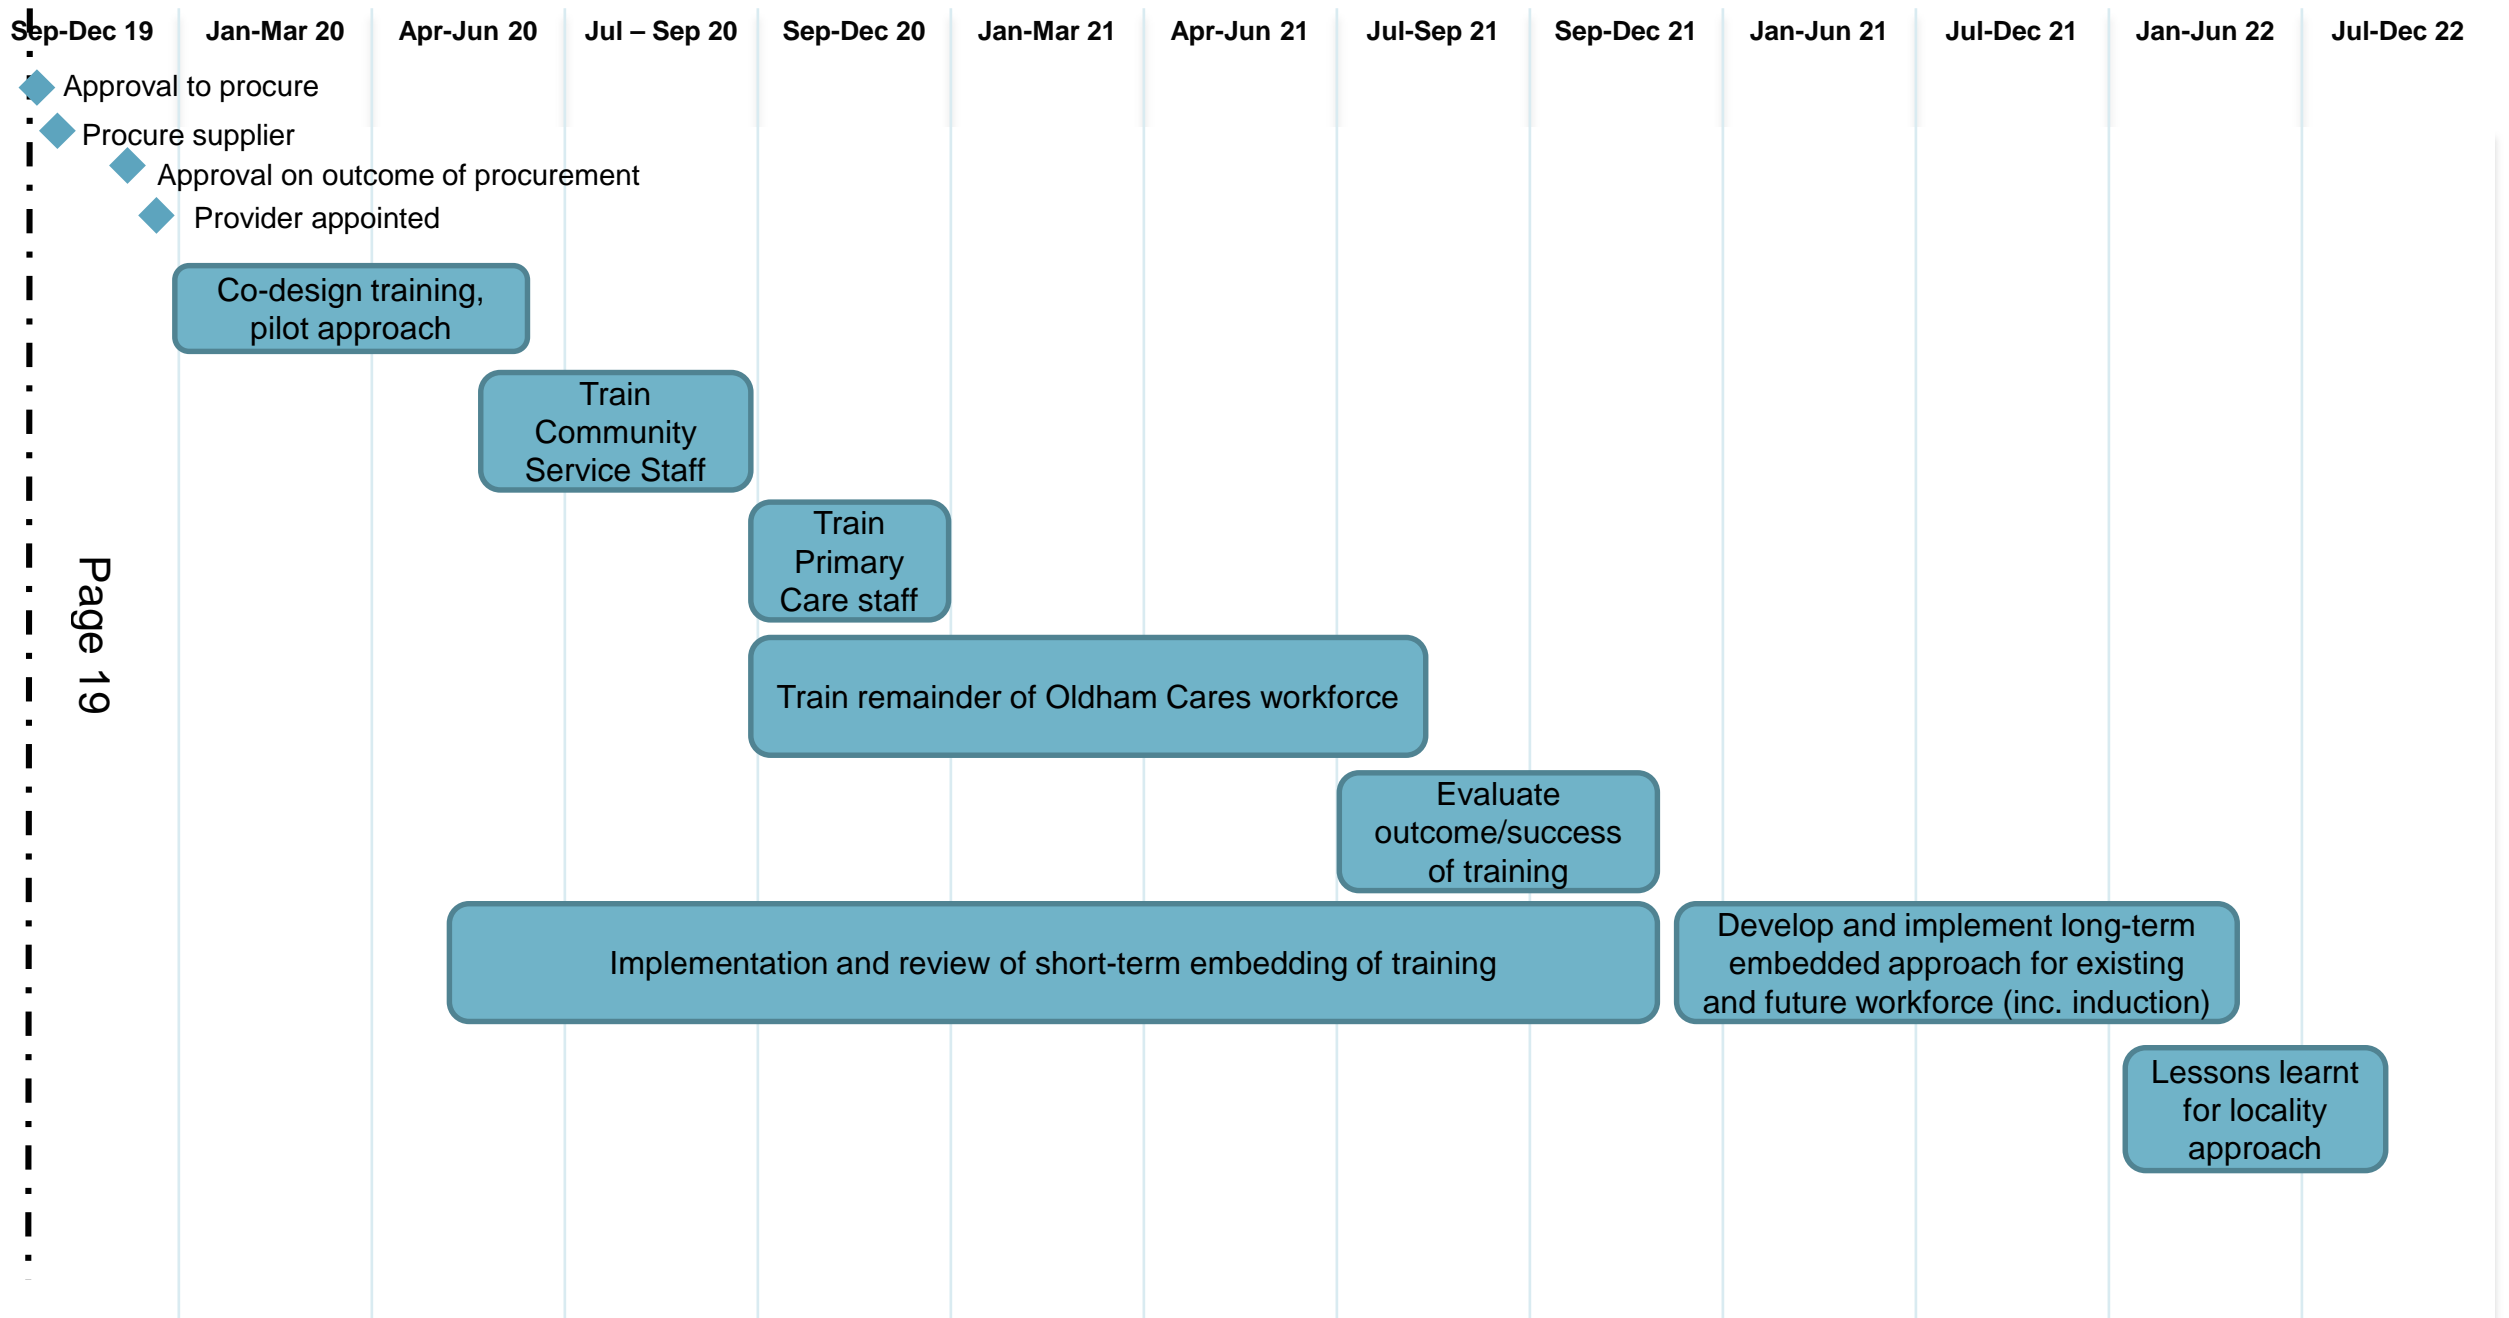 Sep-Dec 19 Jan-Mar 20 Apr-Jun 20 Jul – Sep 20 Sep-Dec 20 Jan-Mar 21 Apr-Jun 21 Jul-Sep 21 Sep-Dec 21 Jan-Jun 21 Jul-Dec 21 Jan-Jun 22 Jul-Dec 22
Approval to procure
Procure supplier
Approval on outcome of procurement
Provider appointed
Co-design training,
pilot approach
Train
Community
Service Staff
Train
Primary
Care staff
Page 19
Train remainder of Oldham Cares workforce
Evaluate
outcome/success
of training
Implementation and review of short-term embedding of training
Develop and implement long-term
embedded approach for existing
and future workforce (inc. induction)
Lessons learnt
for locality
approach